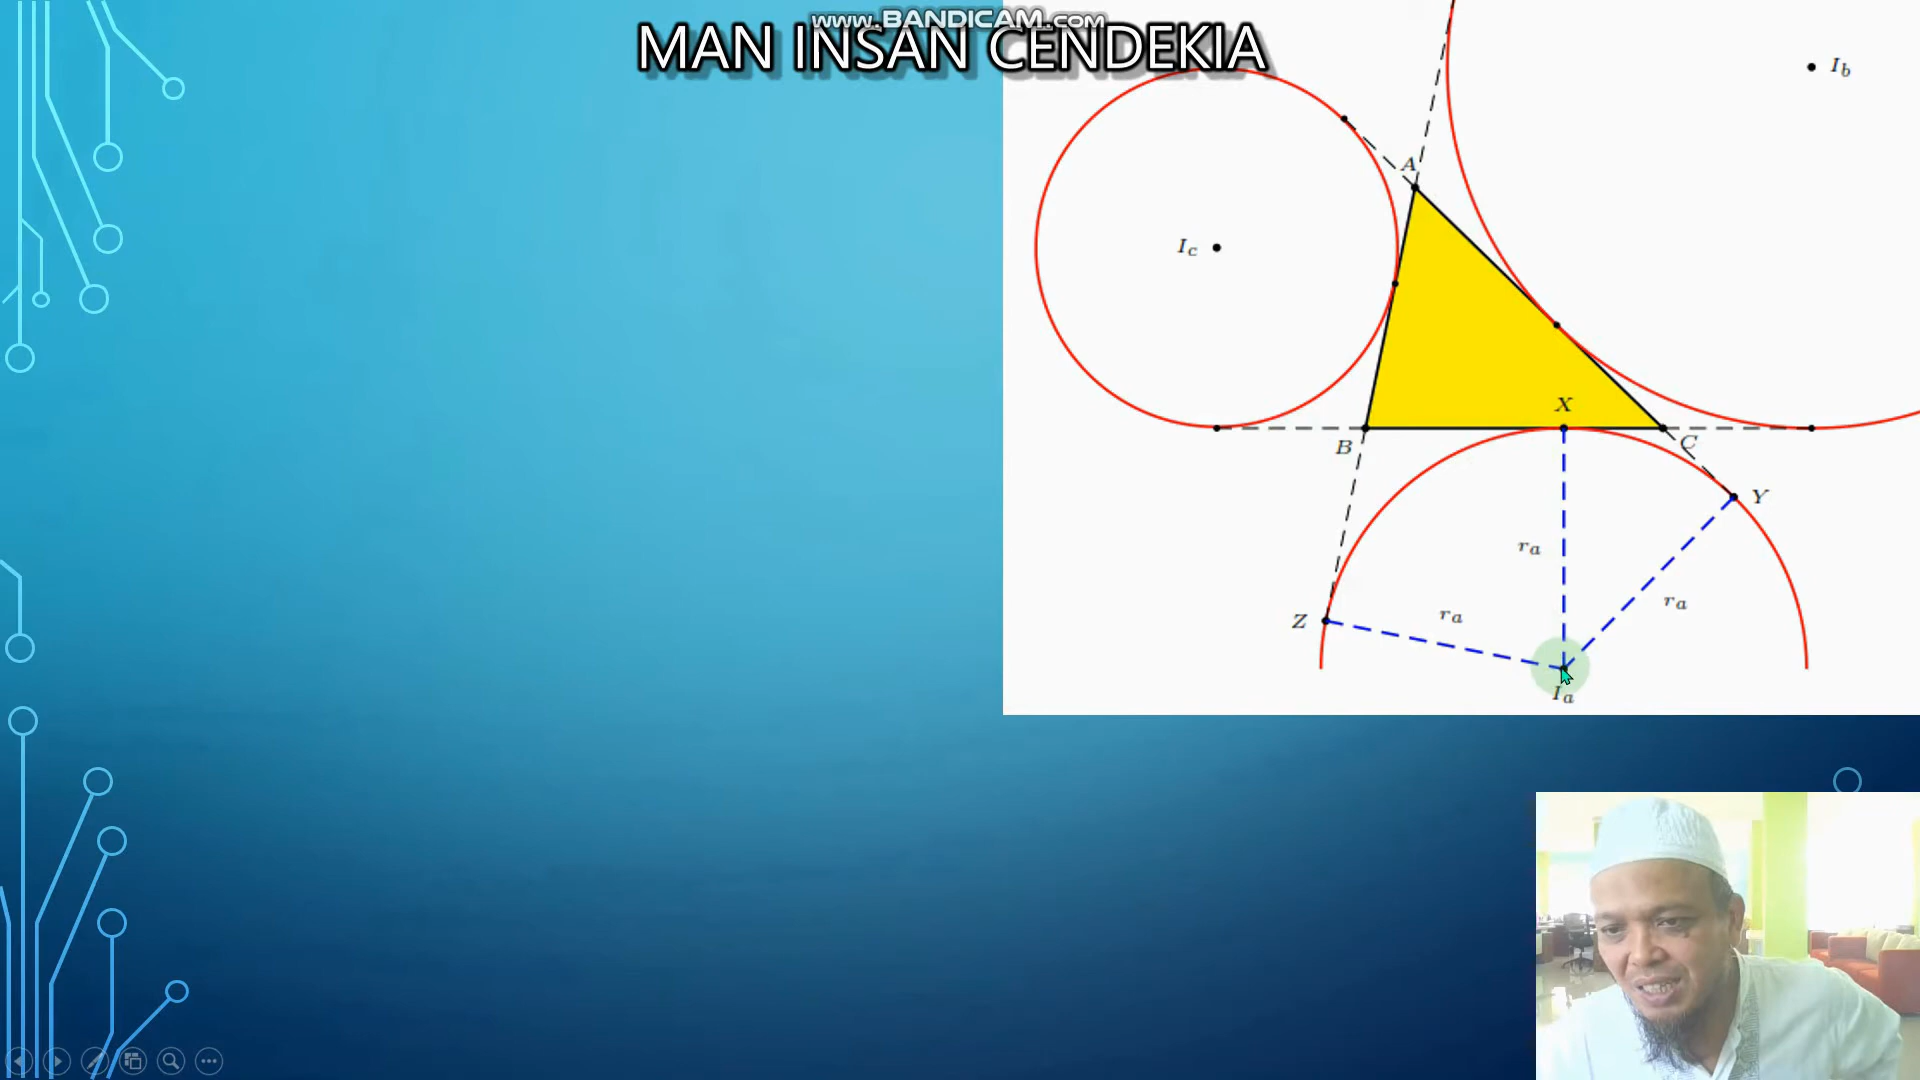 www.BANDICAM.com
MAN INSAN CENDEKIA
I_b
A
I_c
X
B
C
Y
r_a
r_a
r_a
Z
I_a